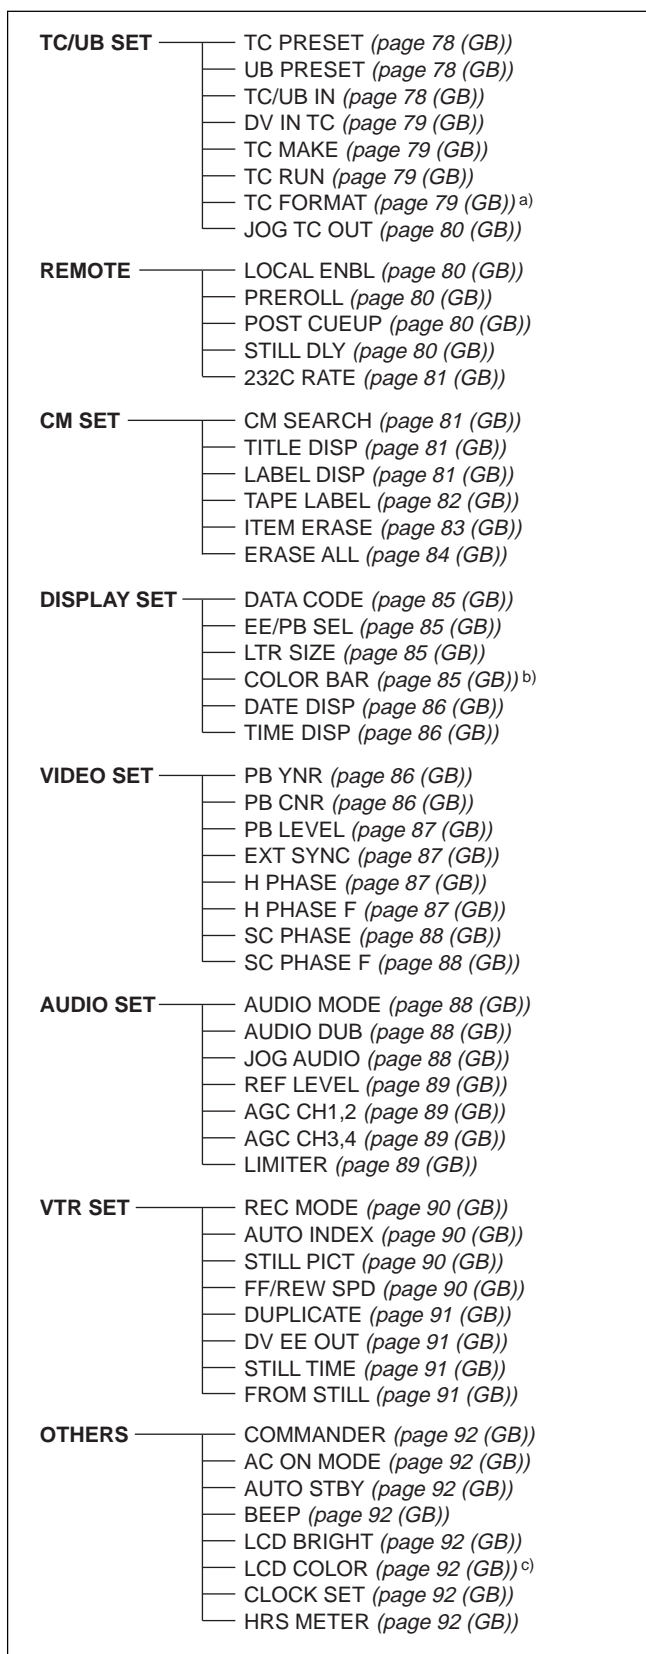 TC/UB SET TC PRESET (page 78 (GB))
UB PRESET (page 78 (GB))
TC/UB IN (page 78 (GB))
DV IN TC (page 79 (GB))
TC MAKE (page 79 (GB))
TC RUN (page 79 (GB))
TC FORMAT (page 79 (GB)) a)
JOG TC OUT (page 80 (GB))
REMOTE LOCAL ENBL (page 80 (GB))
PREROLL (page 80 (GB))
POST CUEUP (page 80 (GB))
STILL DLY (page 80 (GB))
232C RATE (page 81 (GB))
CM SET CM SEARCH (page 81 (GB))
TITLE DISP (page 81 (GB))
LABEL DISP (page 81 (GB))
TAPE LABEL (page 82 (GB))
ITEM ERASE (page 83 (GB))
ERASE ALL (page 84 (GB))
DISPLAY SET DATA CODE (page 85 (GB))
EE/PB SEL (page 85 (GB))
LTR SIZE (page 85 (GB))
COLOR BAR (page 85 (GB)) b)
DATE DISP (page 86 (GB))
TIME DISP (page 86 (GB))
VIDEO SET PB YNR (page 86 (GB))
PB CNR (page 86 (GB))
PB LEVEL (page 87 (GB))
EXT SYNC (page 87 (GB))
H PHASE (page 87 (GB))
H PHASE F (page 87 (GB))
SC PHASE (page 88 (GB))
SC PHASE F (page 88 (GB))
AUDIO SET AUDIO MODE (page 88 (GB))
AUDIO DUB (page 88 (GB))
JOG AUDIO (page 88 (GB))
REF LEVEL (page 89 (GB))
AGC CH1,2 (page 89 (GB))
AGC CH3,4 (page 89 (GB))
LIMITER (page 89 (GB))
VTR SET REC MODE (page 90 (GB))
AUTO INDEX (page 90 (GB))
STILL PICT (page 90 (GB))
FF/REW SPD (page 90 (GB))
DUPLICATE (page 91 (GB))
DV EE OUT (page 91 (GB))
STILL TIME (page 91 (GB))
FROM STILL (page 91 (GB))
OTHERS COMMANDER (page 92 (GB))
AC ON MODE (page 92 (GB))
AUTO STBY (page 92 (GB))
BEEP (page 92 (GB))
LCD BRIGHT (page 92 (GB))
LCD COLOR (page 92 (GB)) c)
CLOCK SET (page 92 (GB))
HRS METER (page 92 (GB))